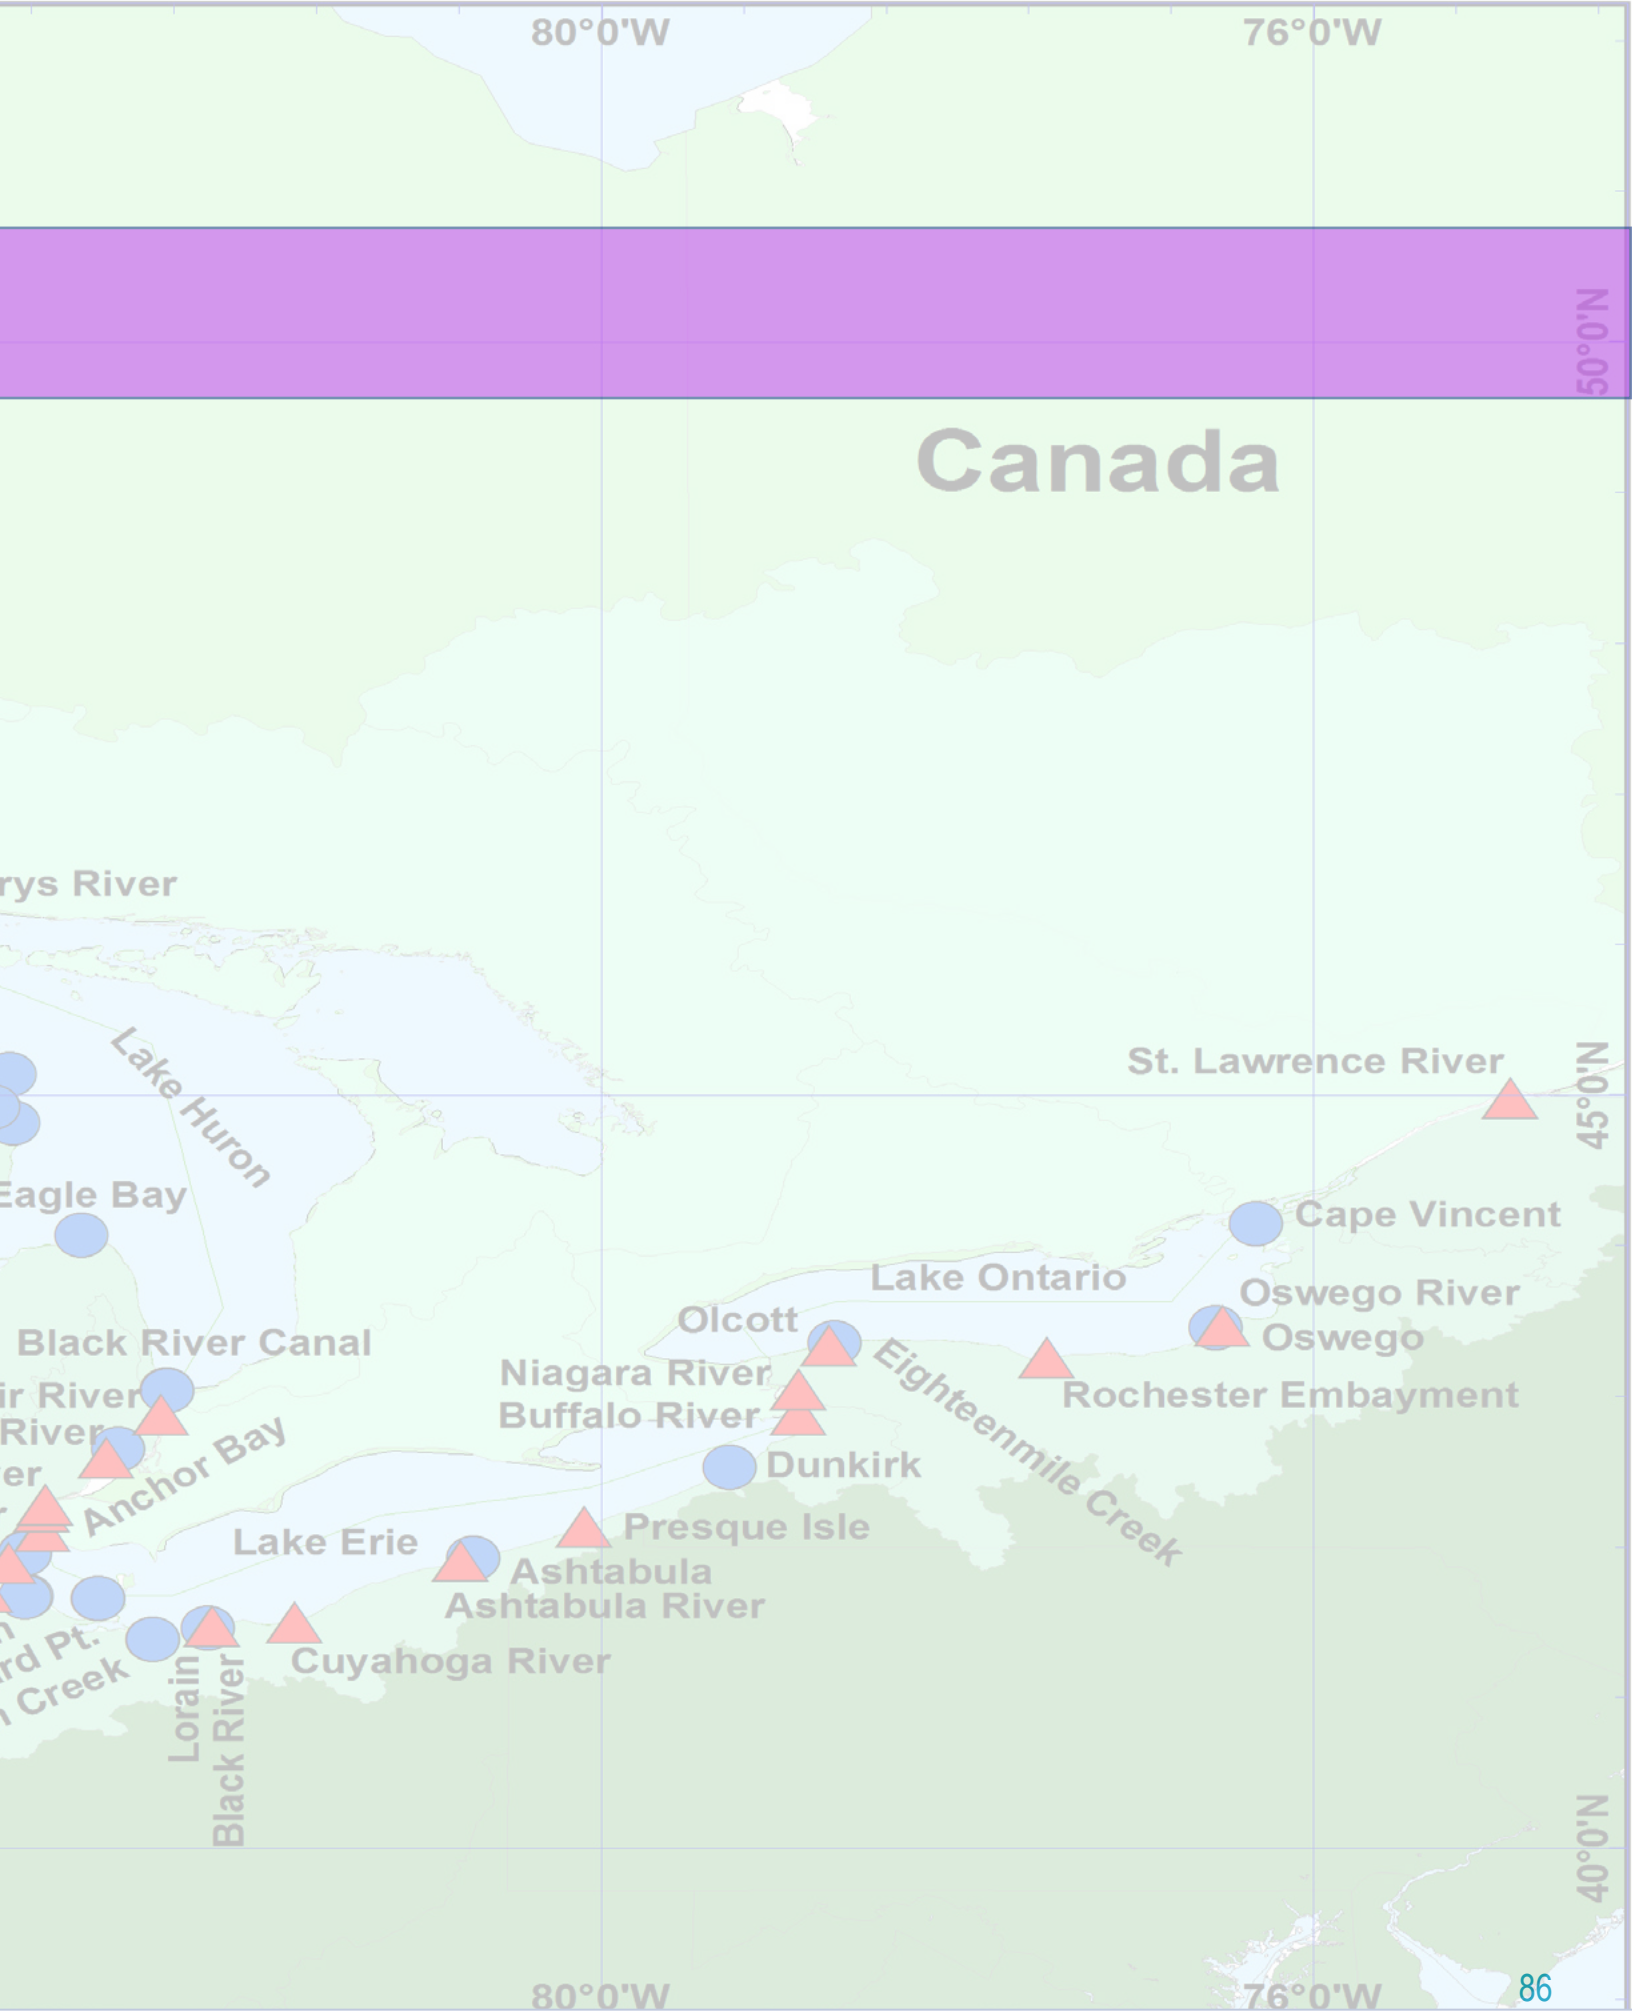 80°0'W
76°0'W
50°0'N
Canada
rys River
Lake Huron
St. Lawrence River
45°0'N
Eagle Bay
Cape Vincent
Lake Ontario
Oswego River
Olcott
Oswego
Black River Canal
Niagara River
Eighteenmile Creek
ir River
Rochester Embayment
Buffalo River
River
Anchor Bay
Dunkirk
er
Presque Isle
Lake Erie
Ashtabula
Ashtabula River
rd Pt.
Creek
Cuyahoga River
Lorain
Black River
40°0'N
80°0'W
76°0'W
86